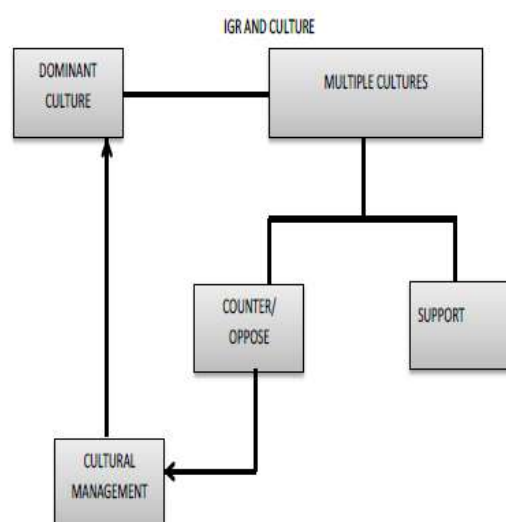 IGR AND CULTURE
DOMINANT
CULTURE
MULTIPLE CULTURES
COUNTER/
OPPOSE
SUPPORT
CULTURAL
MANAGEMENT